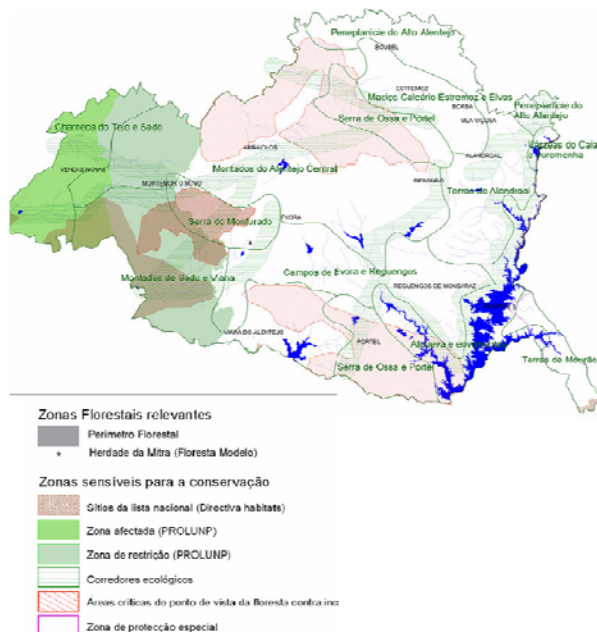 Peneplanície do Alto Alentejo
SOUSEL
ESTREMOZ
Maciço Calcário Estremoz e Elvas
BORBA
Serra de Ossa e Portel
VILA VIÇOSA
Peneplanície do
Alto Alentejo
Charneca do Tejo e Sado
ARRAIOLOS
ALANDROAL
Várzeas do Caia
e Juromenha
VENDAS NOVAS
Montados do Alentejo Central
MONTEMOR O NOVO
REDONDO
Terras de Alandroal
Serra de Monfurado
ÉVORA
Montados do Sado e Viana
Campos de Évora e Reguengos
REGUENGOS DE MONSARAZ
VIANA DO ALENTEJO
PORTEL
Serra de Ossa e Portel
Terras de Mourão
Zonas Florestais relevantes
Perímetro Florestal
* Herdade da Mitra (Floresta Modelo)
Zonas sensíveis para a conservação
Sítios da lista nacional (Directiva habitats)
Zona afectada (PROLUNP)
Zona de restrição (PROLUNP)
Corredores ecológicos
Áreas críticas do ponto de vista da floresta contra inc
Zona de protecção especial